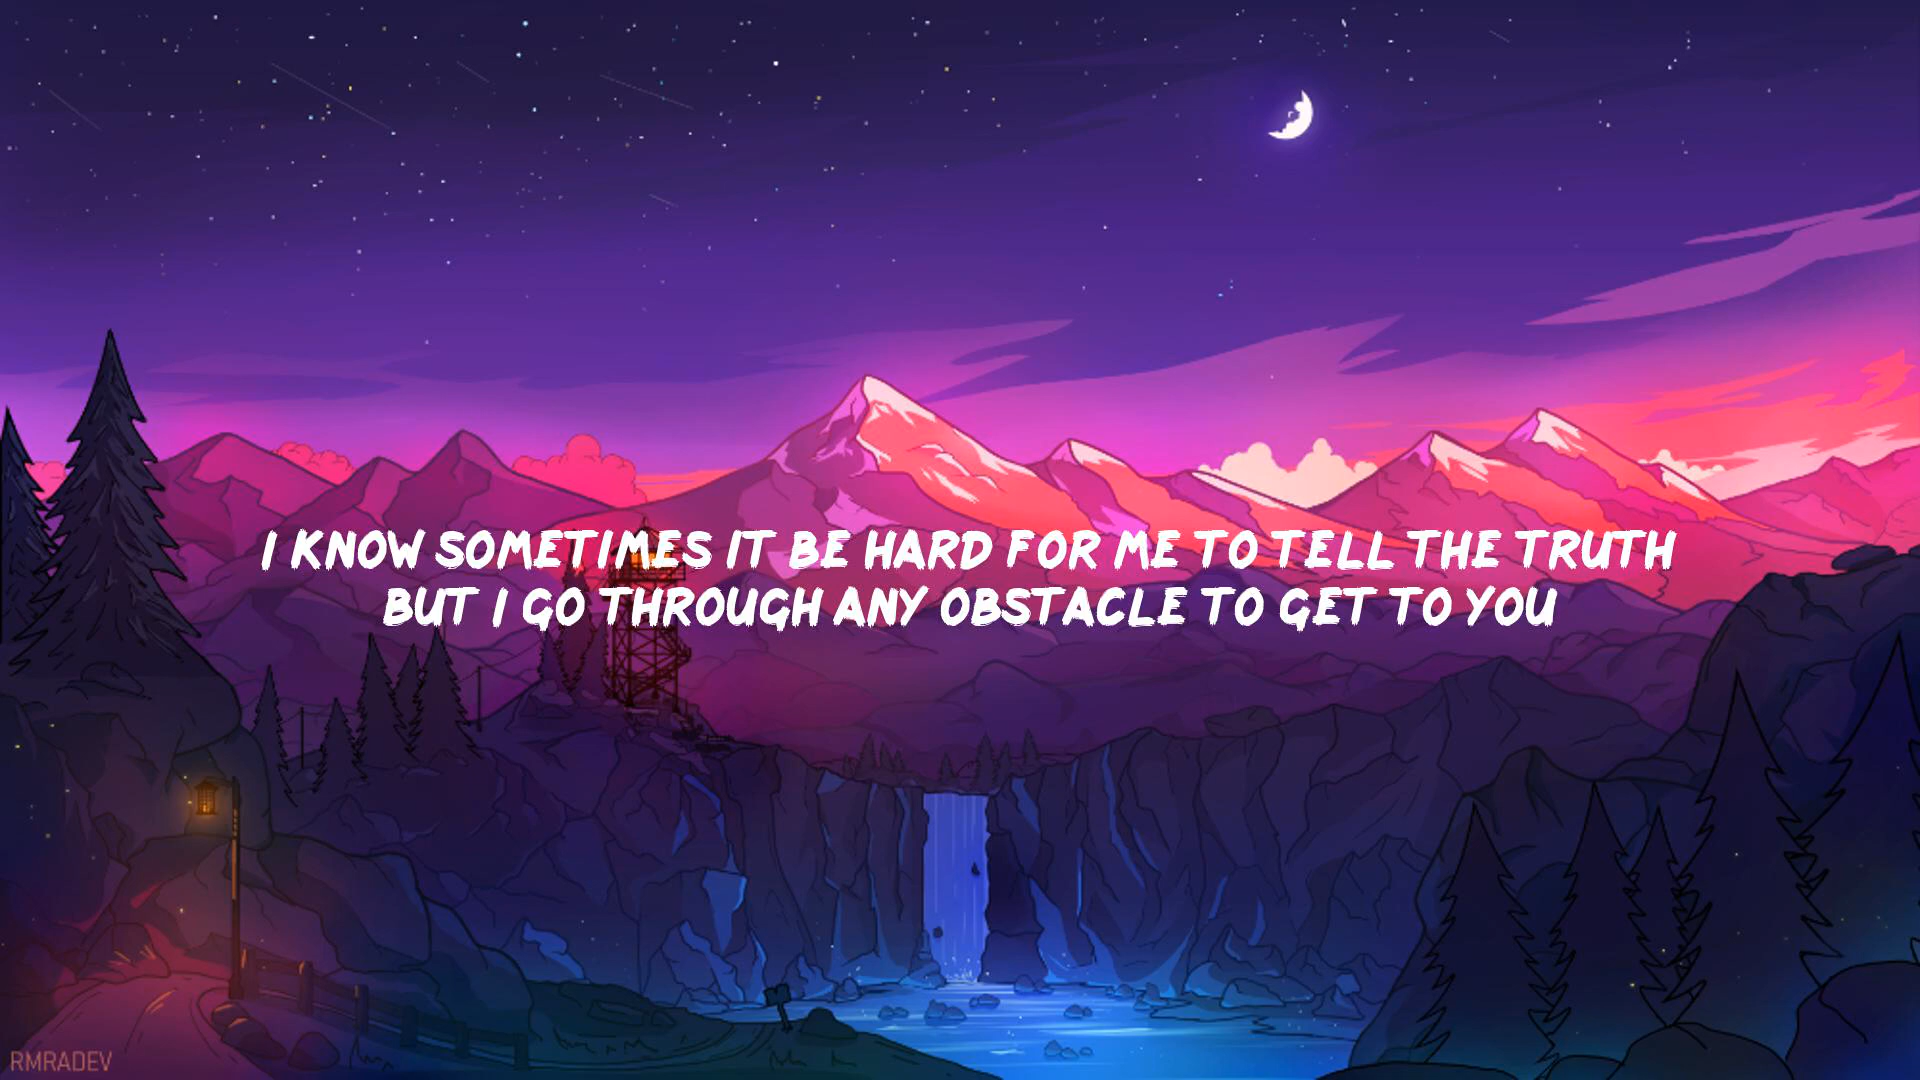 I KNOW SOMETIMES IT BE HARD FOR ME TO TELL THE TRUTH
BUT I GO THROUGH ANY OBSTACLE TO GET TO YOU
RMRADEV